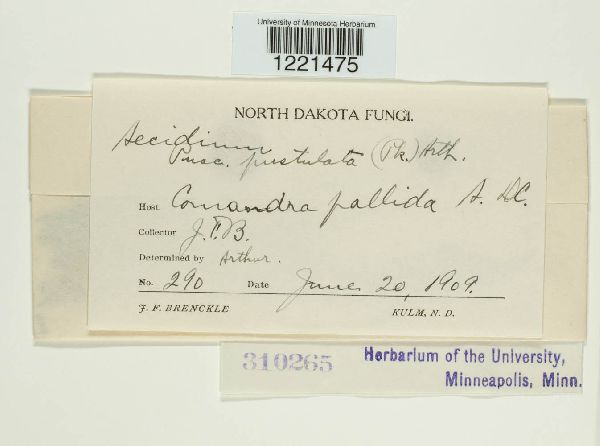 University of Minnesota Herbarium
1221475
NORTH DAKOTA FUNGI.
Aecidium
Pucc. pustulata (Pk.) Arth.
Host Comandra pallida A. DC.
Collector J.F.B.
Determined by Arthur.
No. 290 Date June 20, 1909.
J. F. BRENCKLE KULM, N. D.
310265 Herbarium of the University,
Minneapolis, Minn.